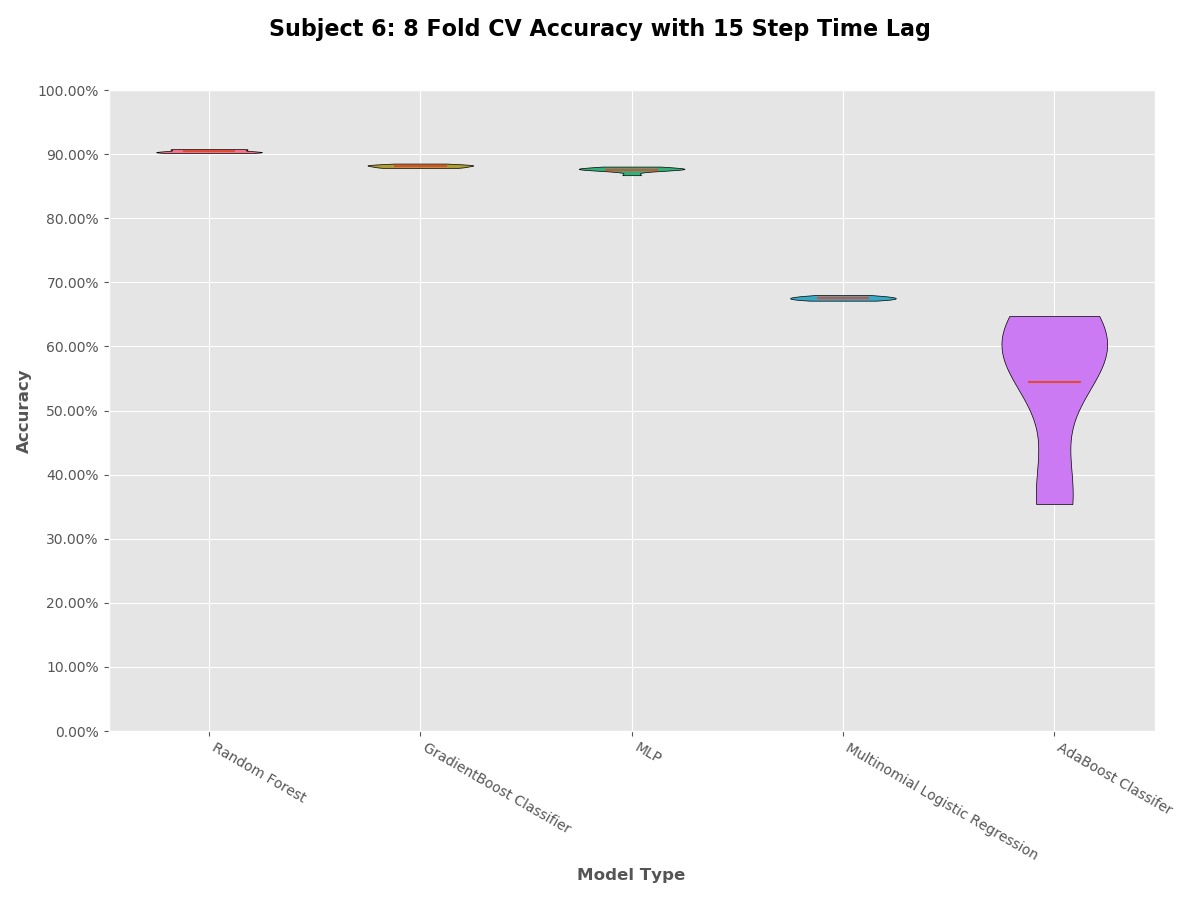 Subject 6: 8 Fold CV Accuracy with 15 Step Time Lag
100.00%
90.00%
80.00%
70.00%
60.00%
50.00%
40.00%
30.00%
20.00%
10.00%
0.00%
Accuracy
Random Forest
GradientBoost Classifier
MLP
Multinomial Logistic Regression
AdaBoost Classifer
Model Type